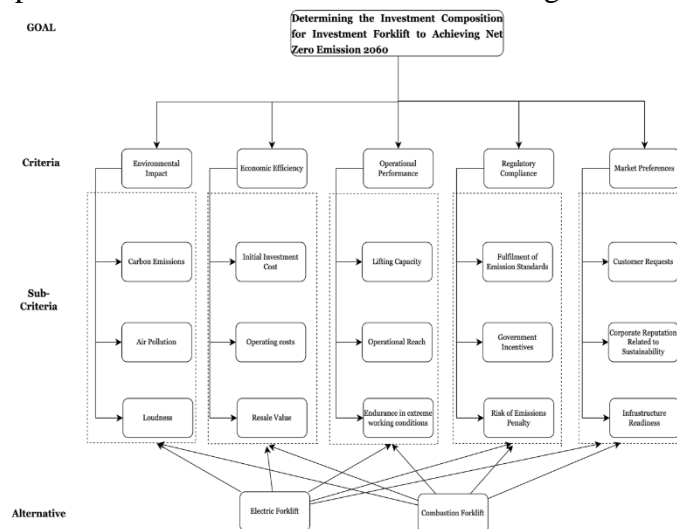 GOAL
Determining the Investment Composition
for Investment Forklift to Achieving Net
Zero Emission 2060
Criteria
Environmental
Impact
Economic Efficiency
Operational
Performance
Regulatory
Compliance
Market Preferences
Sub-
Criteria
Carbon Emissions
Initial Investment
Cost
Lifting Capacity
Fulfilment of
Emission Standards
Customer Requests
Air Pollution
Operating costs
Operational Reach
Government
Incentives
Corporate Reputation
Related to
Sustainability
Loudness
Resale Value
Endurance in extreme
working conditions
Risk of Emissions
Penalty
Infrastructure
Readiness
Alternative
Electric Forklift
Combustion Forklift